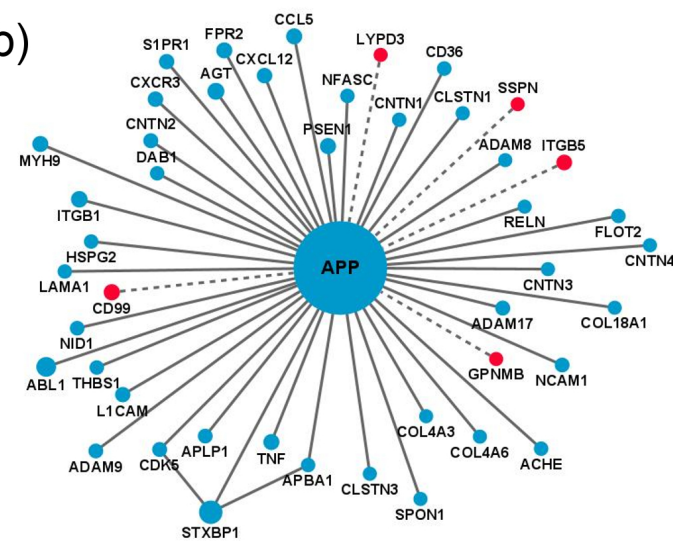 b)
CCL5
LYPD3
S1PR1
FPR2
CXCL12
CD36
CXCR3
AGT
NFASC
SSPN
CNTN1
CLSTN1
CNTN2
PSEN1
DAB1
ADAM8
ITGB5
MYH9
ITGB1
RELN
FLOT2
HSPG2
CNTN4
APP
LAMA1
CNTN3
CD99
ADAM17
COL18A1
NID1
GPNMB
NCAM1
ABL1
THBS1
L1CAM
COL4A3
ADAM9
CDK5
APLP1
TNF
APBA1
CLSTN3
COL4A6
ACHE
SPON1
STXBP1